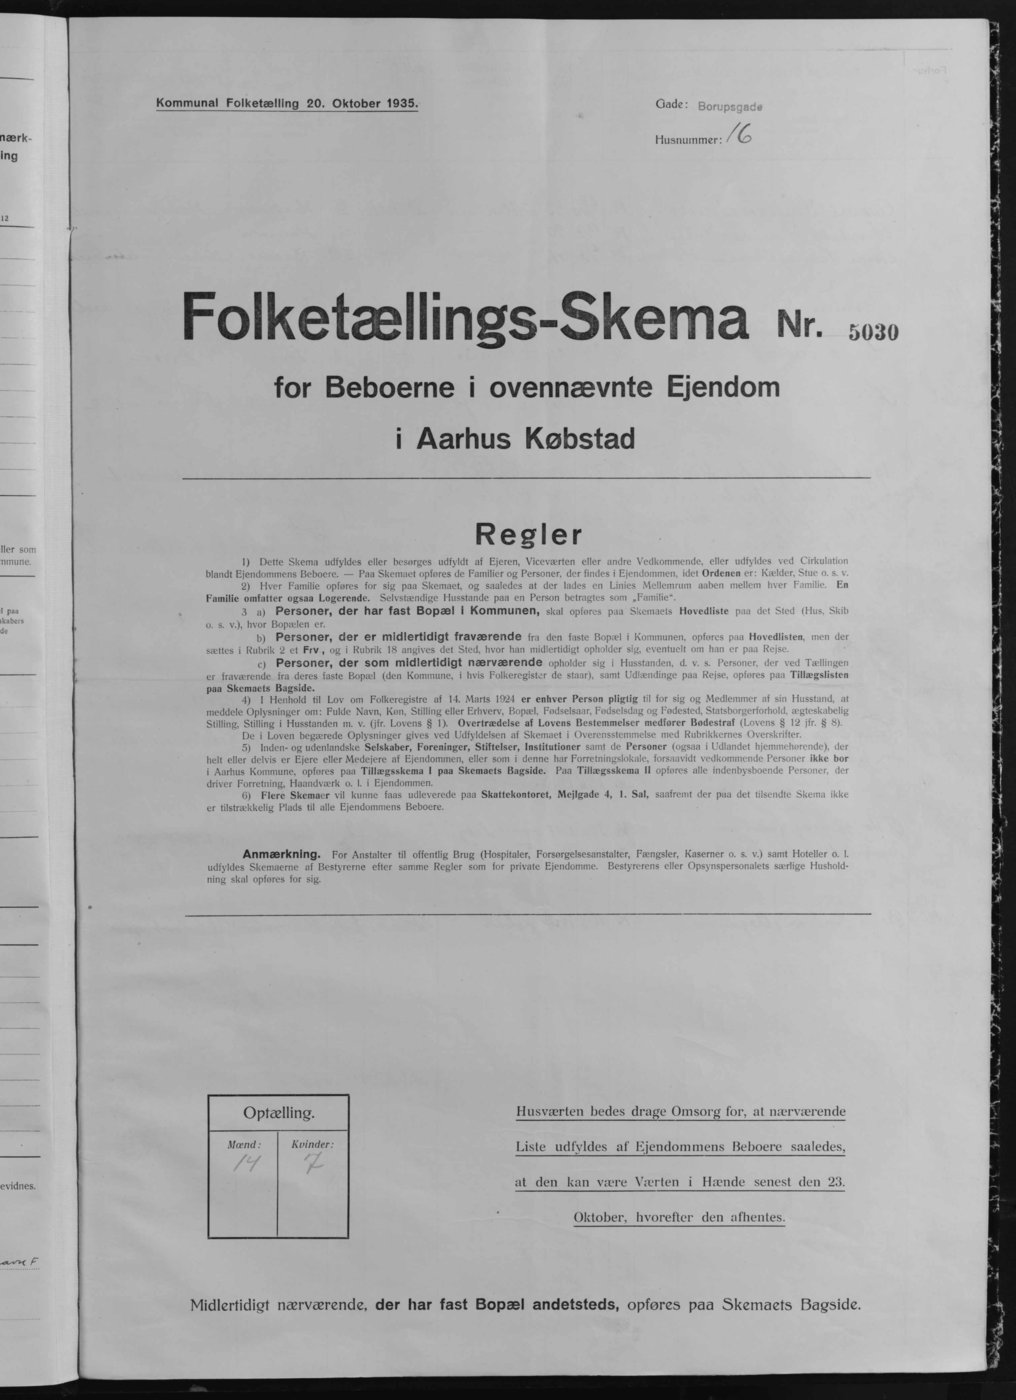 Kommunal Folketælling 20. Oktober 1935.
Gade: Borupsgade
Husnummer: 16
Folketællings-Skema Nr. 5030
for Beboerne i ovennævnte Ejendom
i Aarhus Købstad
Regler
1) Dette Skema udfyldes eller besørges udfyldt af Ejeren, Viceværten eller andre Vedkommende, eller udfyldes ved Cirkulation
blandt Ejendommens Beboere. — Paa Skemaet opføres de Familier og Personer, der findes i Ejendommen, idet Ordenen er: Kælder, Stue o. s. v.
2) Hver Familie opføres for sig paa Skemaet, og saaledes at der lades en Linies Mellemrum aaben mellem hver Familie. En
Familie omfatter ogsaa Logerende. Selvstændige Husstande paa en Person betragtes som „Familie“.
3 a) Personer, der har fast Bopæl i Kommunen, skal opføres paa Skemaets Hovedliste paa det Sted (Hus, Skib
o. s. v.), hvor Bopælen er.
b) Personer, der er midlertidigt fraværende fra den faste Bopæl i Kommunen, opføres paa Hovedlisten, men der
sættes i Rubrik 2 et Frv, og i Rubrik 18 angives det Sted, hvor han midlertidigt opholder sig, eventuelt om han er paa Rejse.
c) Personer, der som midlertidigt nærværende opholder sig i Husstanden, d. v. s. Personer, der ved Tællingen
er fraværende fra deres faste Bopæl (den Kommune, i hvis Folkeregister de staar), samt Udlændinge paa Rejse, opføres paa Tillægslisten
paa Skemaets Bagside.
4) I Henhold til Lov om Folkeregistre af 14. Marts 1924 er enhver Person pligtig til for sig og Medlemmer af sin Husstand, at
meddele Oplysninger om: Fulde Navn, Køn, Stilling eller Erhverv, Bopæl, Fødselsaar, Fødselsdag og Fødested, Statsborgerforhold, ægteskabelig
Stilling, Stilling i Husstanden m. v. (jfr. Lovens § 1). Overtrædelse af Lovens Bestemmelser medfører Bødestraf (Lovens § 12 jfr. § 8).
De i Loven begærede Oplysninger gives ved Udfyldelsen af Skemaet i Overensstemmelse med Rubrikkernes Overskrifter.
5) Inden- og udenlandske Selskaber, Foreninger, Stiftelser, Institutioner samt de Personer (ogsaa i Udlandet hjemmehørende), der
helt eller delvis er Ejere eller Medejere af Ejendommen, eller som i denne har Forretningslokale, forsaavidt vedkommende Personer ikke bor
i Aarhus Kommune, opføres paa Tillægsskema I paa Skemaets Bagside. Paa Tillægsskema II opføres alle indenbysboende Personer, der
driver Forretning, Haandværk o. l. i Ejendommen.
6) Flere Skemaer vil kunne faas udleverede paa Skattekontoret, Mejlgade 4, 1. Sal, saafremt der paa det tilsendte Skema ikke
er tilstrækkelig Plads til alle Ejendommens Beboere.
Anmærkning. For Anstalter til offentlig Brug (Hospitaler, Forsørgelsesanstalter, Fængsler, Kaserner o. s. v.) samt Hoteller o. l.
udfyldes Skemaerne af Bestyrerne efter samme Regler som for private Ejendomme. Bestyrerens eller Opsynspersonalets særlige Hushold-
ning skal opføres for sig.
Optælling.
Mænd: Kvinder:
14 7
Husværten bedes drage Omsorg for, at nærværende
Liste udfyldes af Ejendommens Beboere saaledes,
at den kan være Værten i Hænde senest den 23.
Oktober, hvorefter den afhentes.
Midlertidigt nærværende, der har fast Bopæl andetsteds, opføres paa Skemaets Bagside.